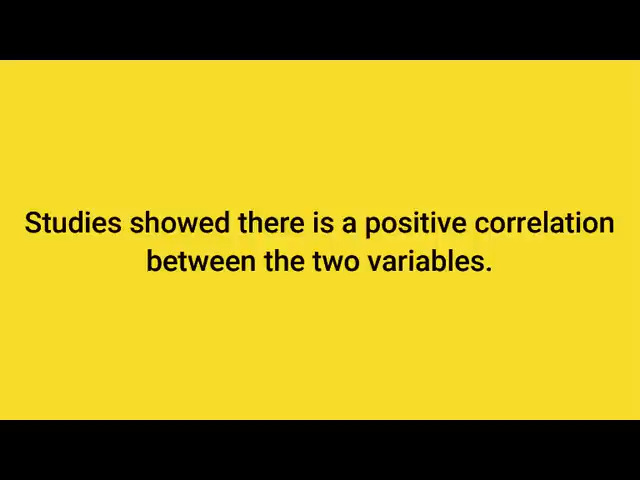 Studies showed there is a positive correlation
between the two variables.